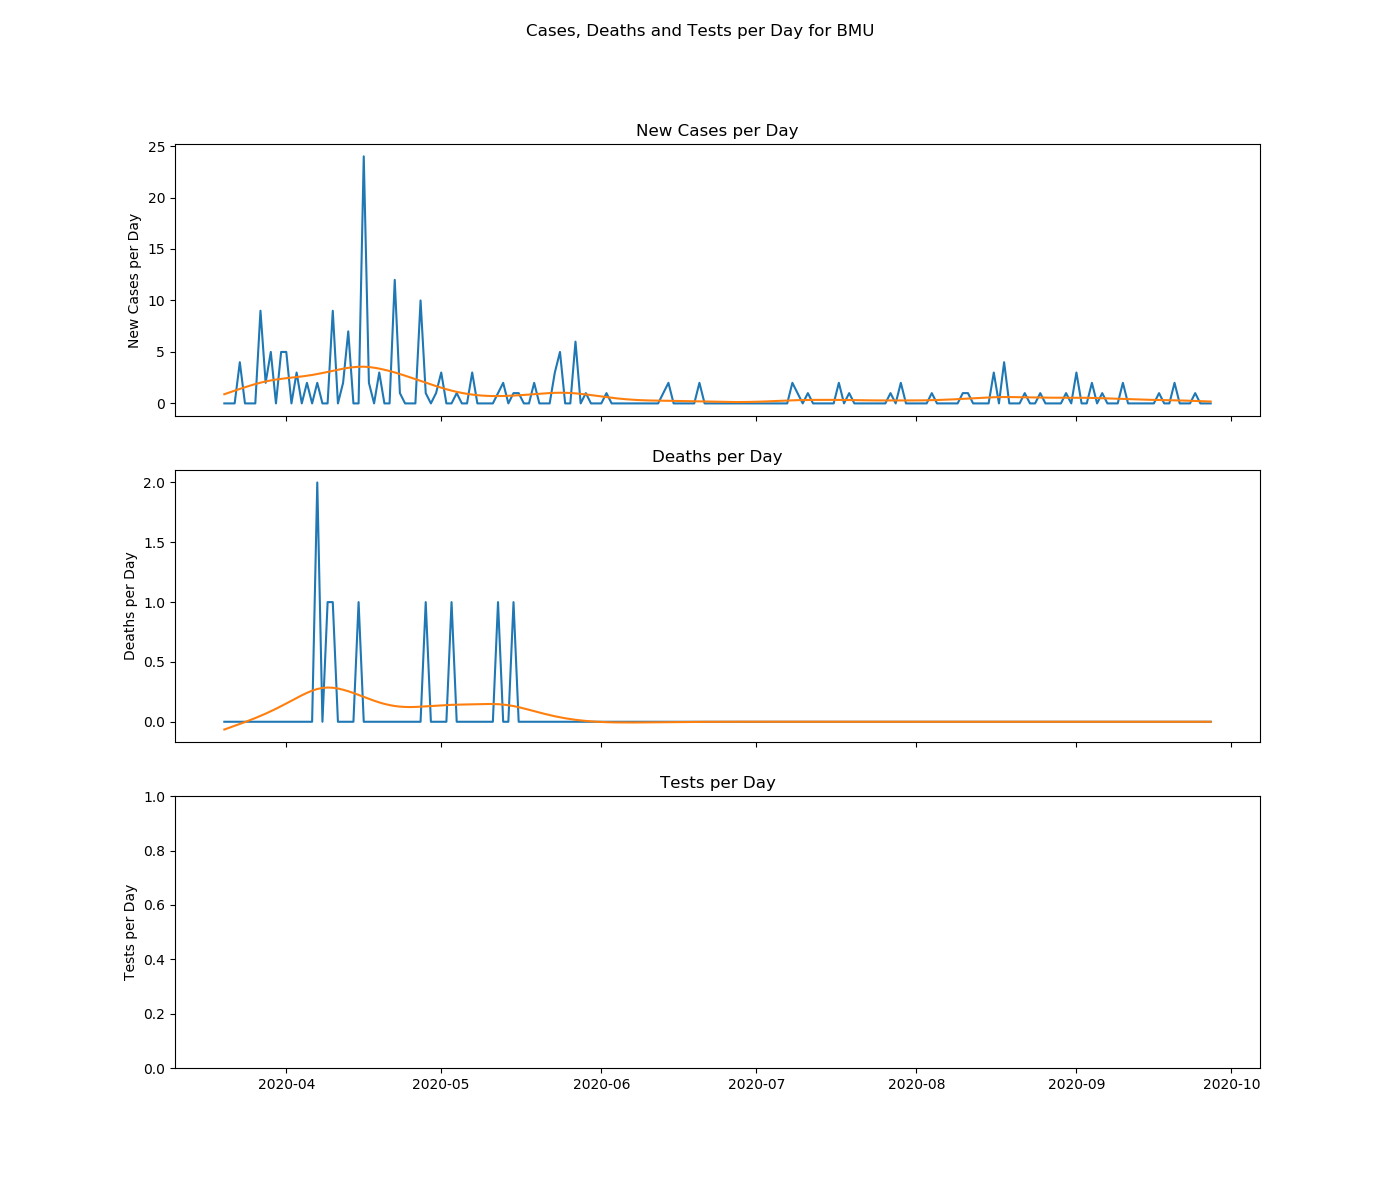 Cases, Deaths and Tests per Day for BMU
New Cases per Day
New Cases per Day
25
20
15
10
5
0
Deaths per Day
Deaths per Day
2.0
1.5
1.0
0.5
0.0
Tests per Day
Tests per Day
1.0
0.8
0.6
0.4
0.2
0.0
2020-04 2020-05 2020-06 2020-07 2020-08 2020-09 2020-10